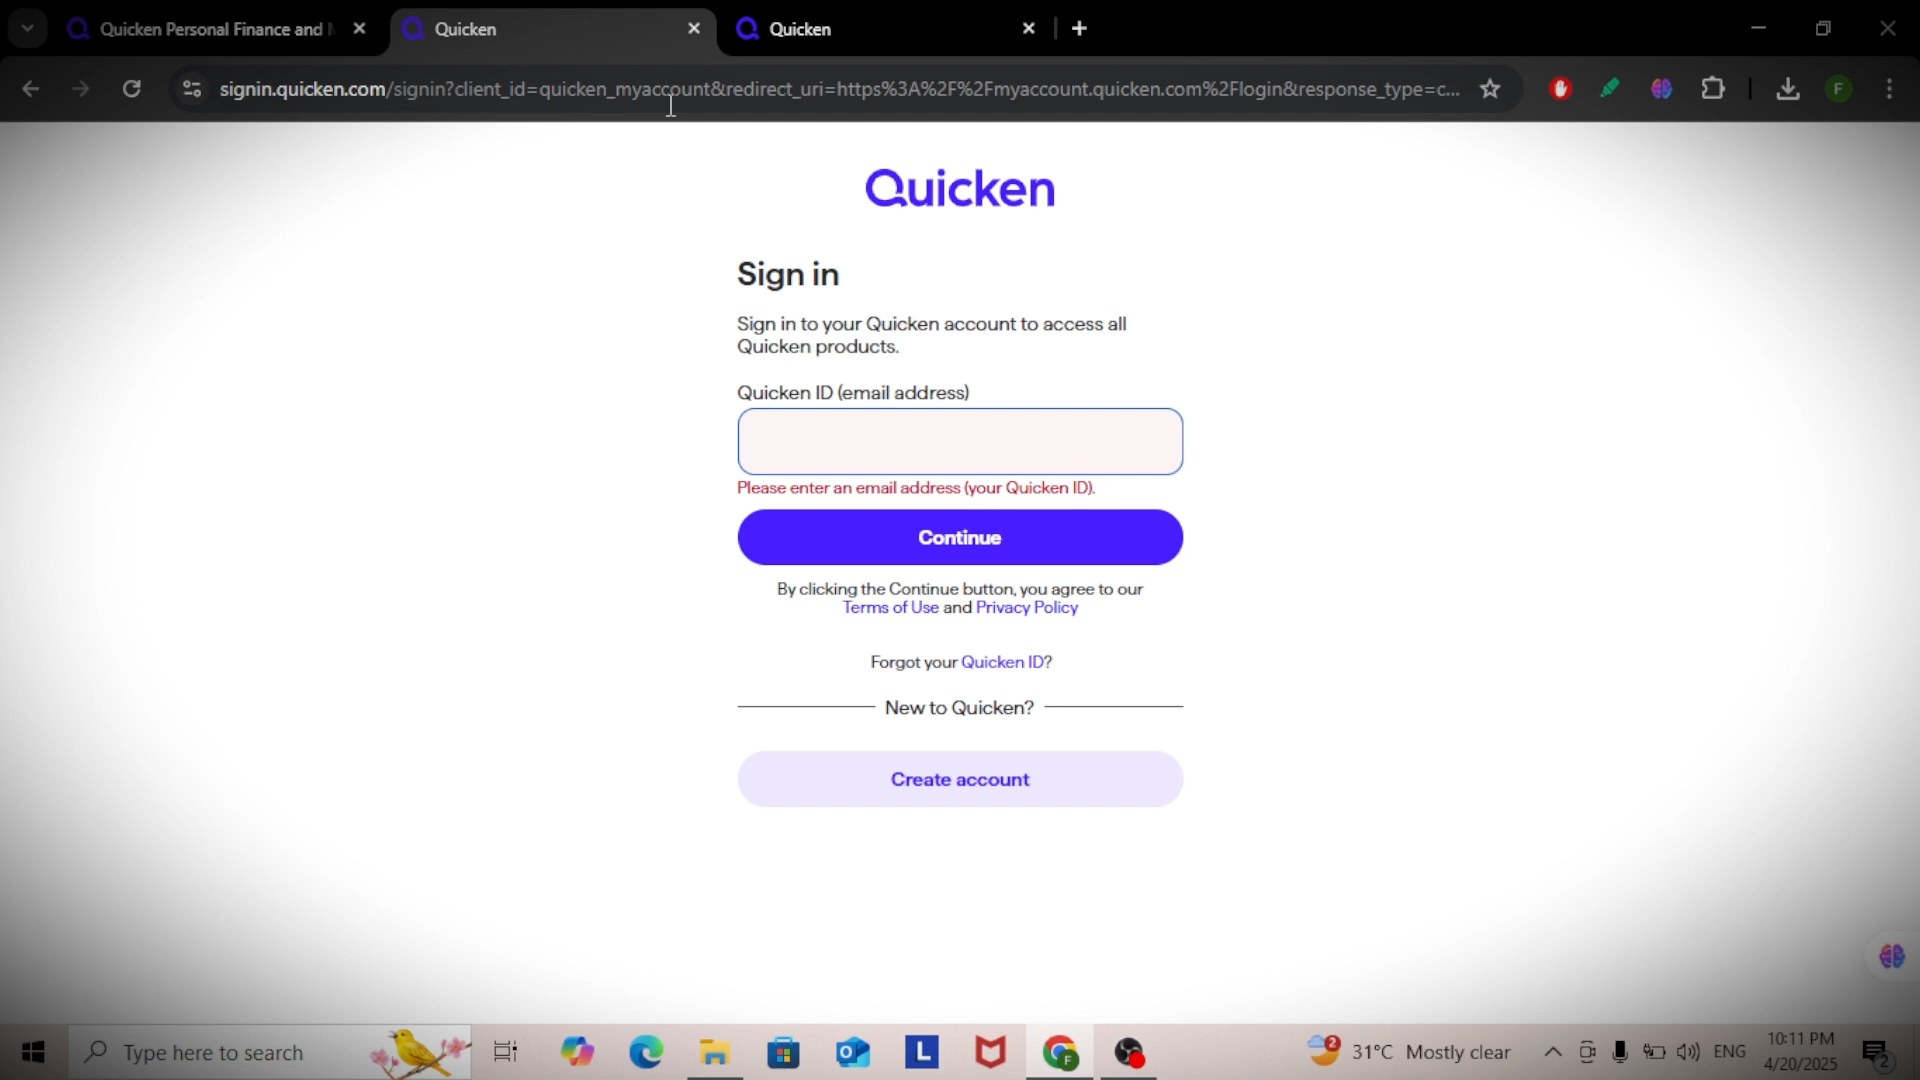 Quicken Personal Finance and
Quicken
Quicken
signin.quicken.com/signin?client_id=quicken_myaccount&redirect_uri=https%3A%2F%2Fmyaccount.quicken.com%2Flogin&response_type=c...
F
Quicken
Sign in
Sign in to your Quicken account to access all
Quicken products.
Quicken ID (email address)
Please enter an email address (your Quicken ID).
Continue
By clicking the Continue button, you agree to our
Terms of Use and Privacy Policy
Forgot your Quicken ID?
New to Quicken?
Create account
Type here to search
L
F
2
31°C Mostly clear
ENG
10:11 PM
4/20/2025
2